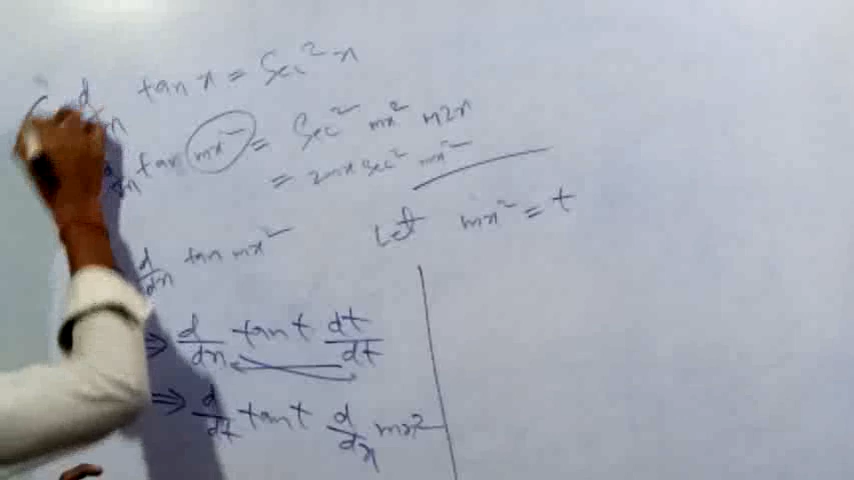 d/dx tan x = Sec² x
d/dx tan mx² = Sec² mx² m2x
= 2mx sec² mx²
d/dx tan mx² Let mx² = t
⇒ d/dx tan t dt/dt
⇒ d/dt tan t d/dx mx²